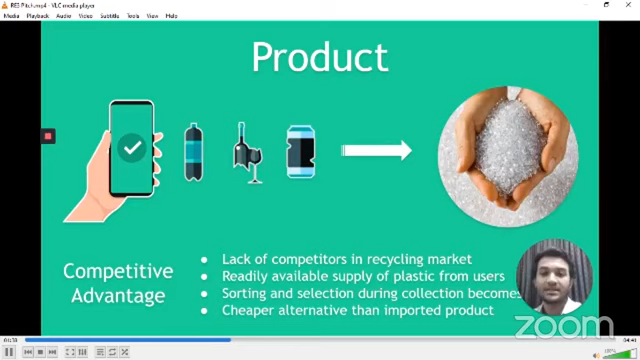 RE3 Pitch.mp4 - VLC media player
Media Playback Audio Video Subtitle Tools View Help
Product
Competitive
Advantage
Lack of competitors in recycling market
Readily available supply of plastic from users
Sorting and selection during collection becomes
Cheaper alternative than imported product
zoom